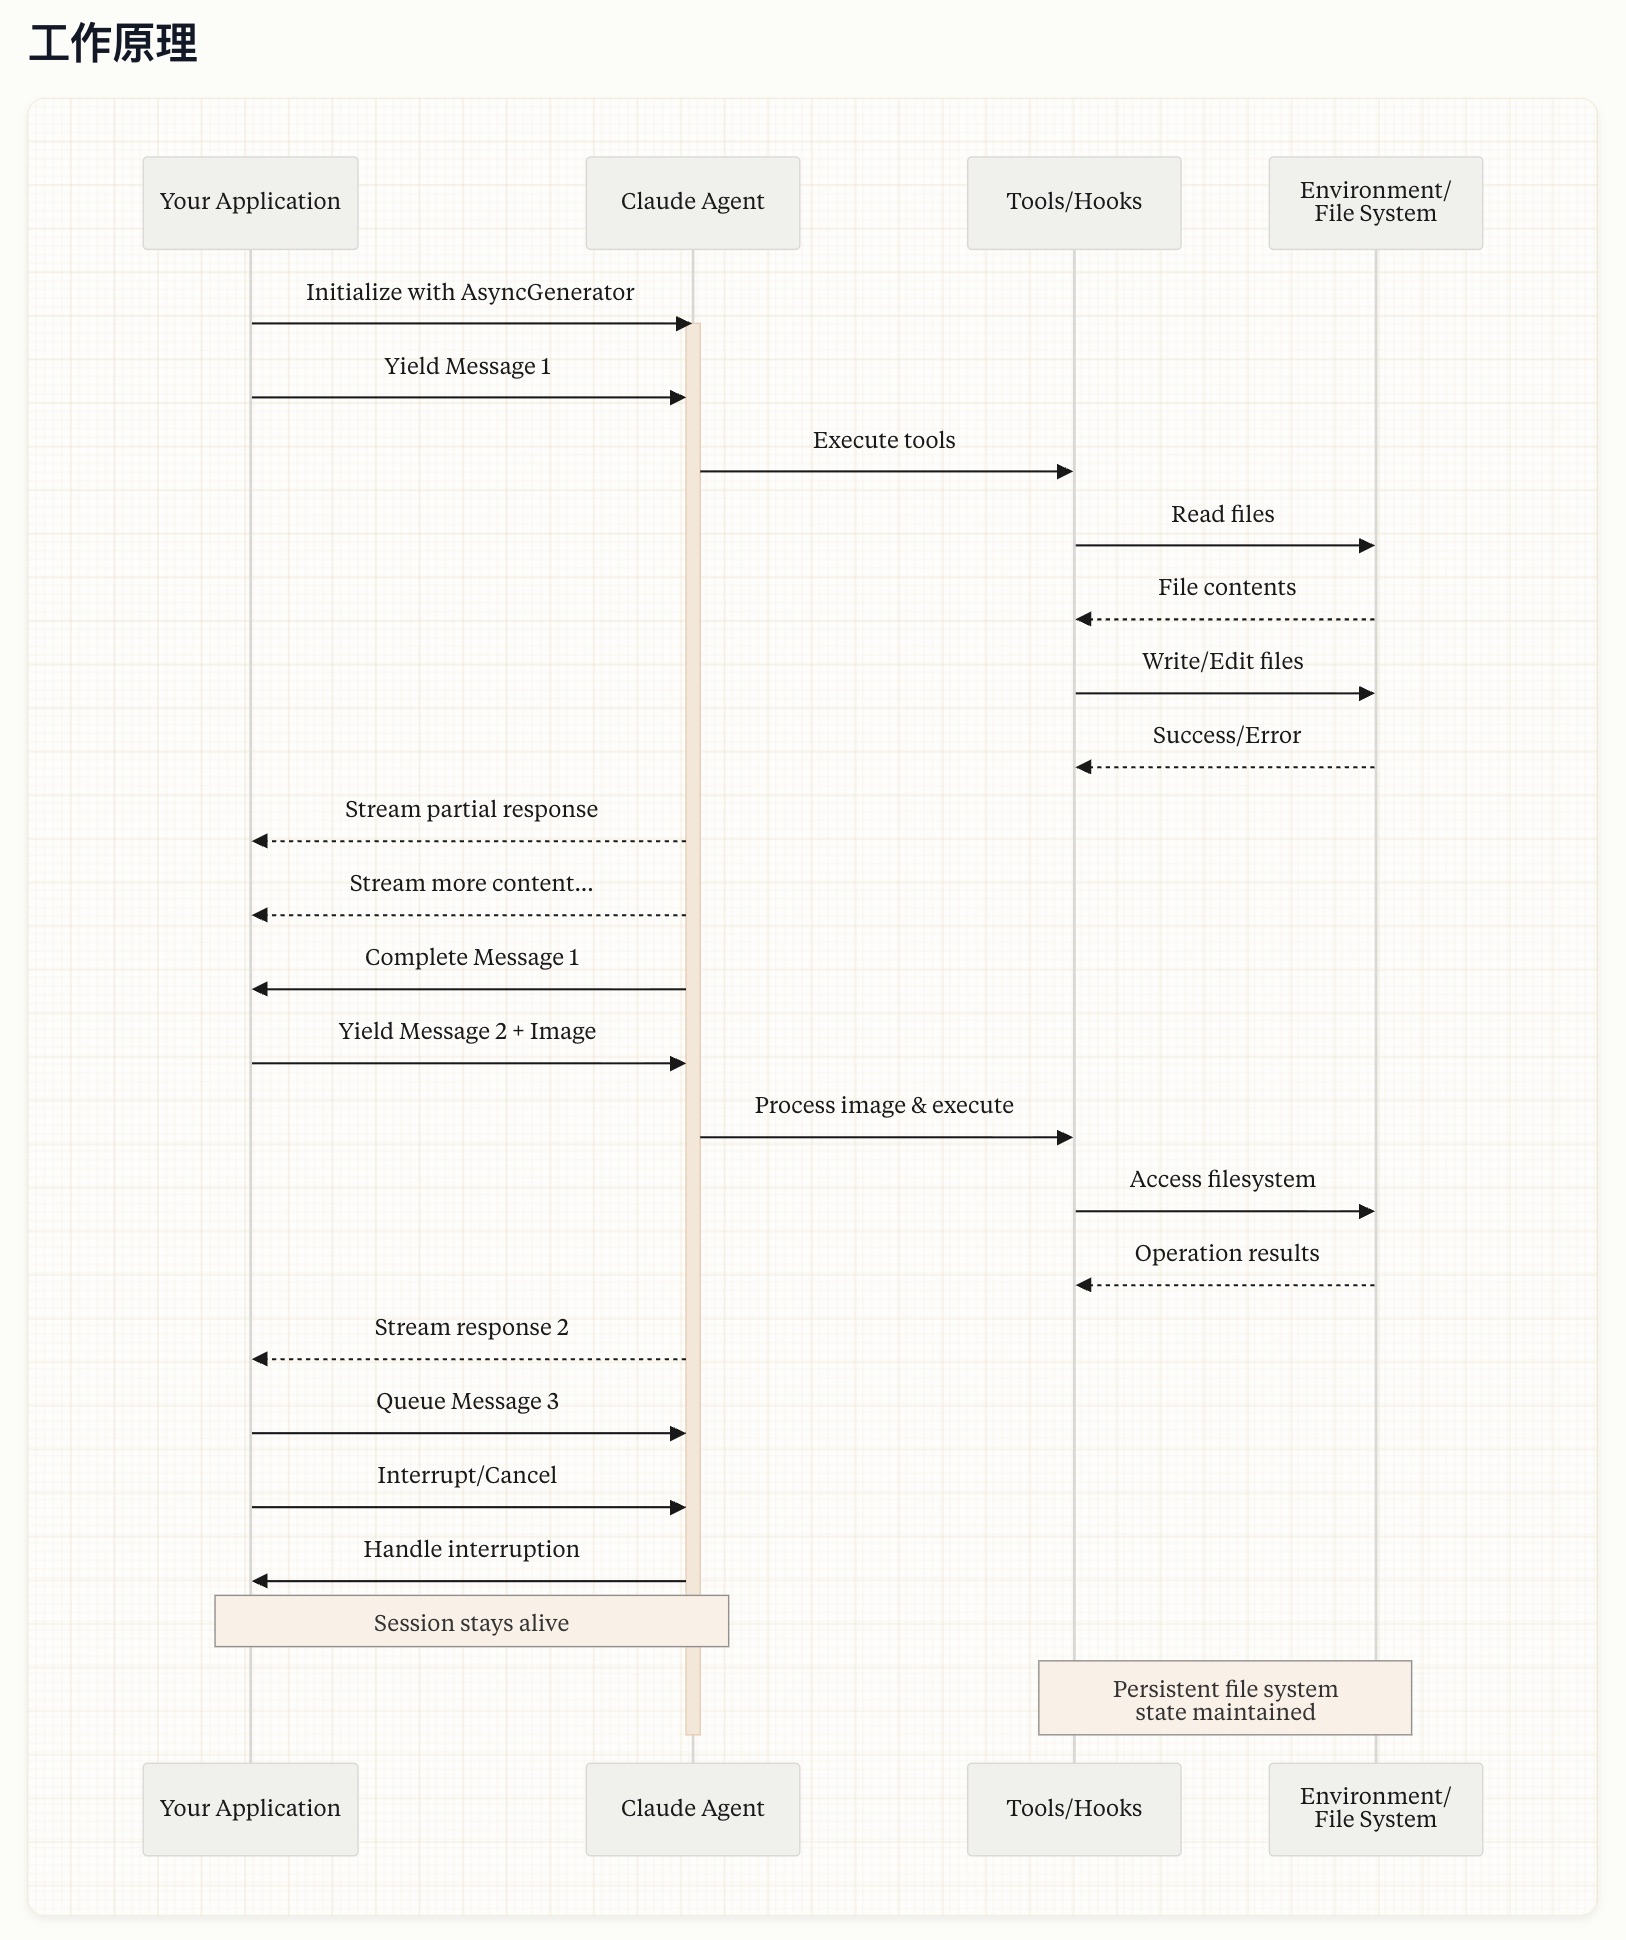 工作原理
Your Application
Claude Agent
Tools/Hooks
Environment/
File System
Initialize with AsyncGenerator
Yield Message 1
Execute tools
Read files
File contents
Write/Edit files
Success/Error
Stream partial response
Stream more content...
Complete Message 1
Yield Message 2 + Image
Process image & execute
Access filesystem
Operation results
Stream response 2
Queue Message 3
Interrupt/Cancel
Handle interruption
Session stays alive
Persistent file system
state maintained
Your Application
Claude Agent
Tools/Hooks
Environment/
File System